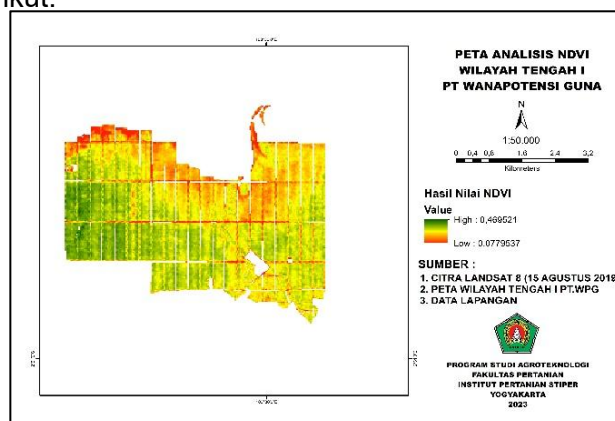 ikut:
PETA ANALISIS NDVI
WILAYAH TENGAH I
PT WANAPOTENSI GUNA
N
1:50.000
0 0,4 0,8 1,6 2,4 3,2
Kilometers
Hasil Nilai NDVI
Value
High : 0,469521
Low : 0.0779537
SUMBER :
1. CITRA LANDSAT 8 (15 AGUSTUS 2019
2. PETA WILAYAH TENGAH I PT.WPG
3. DATA LAPANGAN
PROGRAM STUDI AGROTEKNOLOGI
FAKULTAS PERTANIAN
INSTITUT PERTANIAN STIPER
YOGYAKARTA
2023